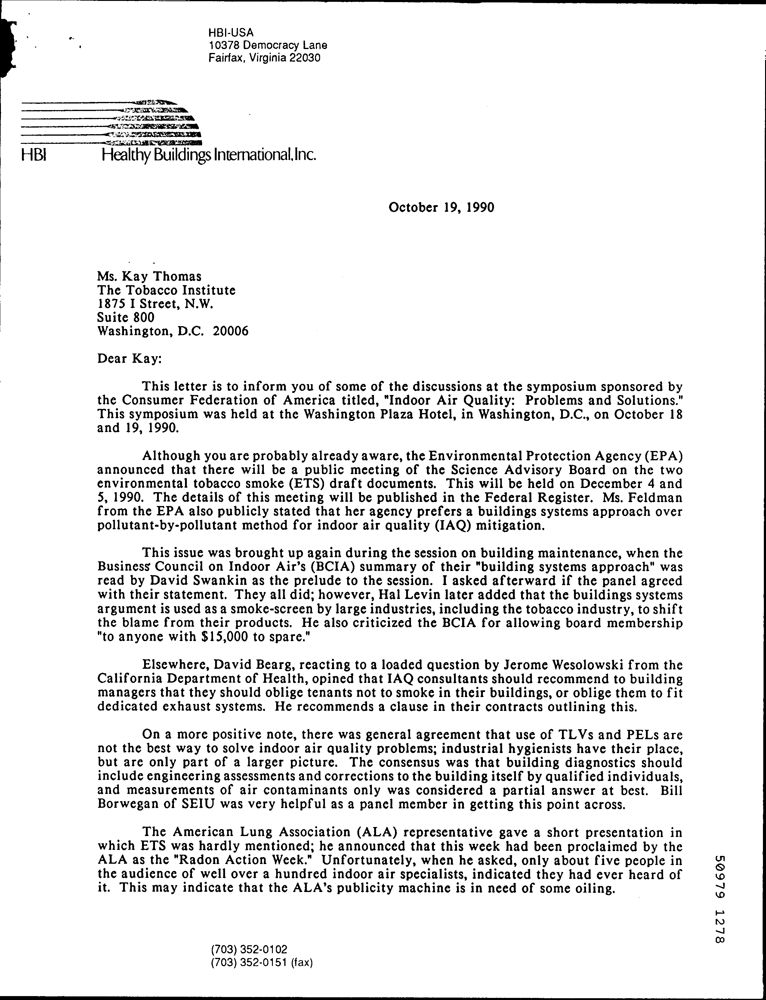 HBI-USA
10378 Democracy Lane
Fairfax, Virginia 22030
HBI Healthy Buildings International, Inc.
October 19, 1990
Ms. Kay Thomas
The Tobacco Institute
1875 I Street, N.W.
Suite 800
Washington, D.C. 20006
Dear Kay:
This letter is to inform you of some of the discussions at the symposium sponsored by
the Consumer Federation of America titled, "Indoor Air Quality: Problems and Solutions."
This symposium was held at the Washington Plaza Hotel, in Washington, D.C., on October 18
and 19, 1990.
Although you are probably already aware, the Environmental Protection Agency (EPA)
announced that there will be a public meeting of the Science Advisory Board on the two
environmental tobacco smoke (ETS) draft documents. This will be held on December 4 and
5, 1990. The details of this meeting will be published in the Federal Register. Ms. Feldman
from the EPA also publicly stated that her agency prefers a buildings systems approach over
pollutant-by-pollutant method for indoor air quality (IAQ) mitigation.
This issue was brought up again during the session on building maintenance, when the
Business Council on Indoor Air's (BCIA) summary of their "building systems approach" was
read by David Swankin as the prelude to the session. I asked afterward if the panel agreed
with their statement. They all did; however, Hal Levin later added that the buildings systems
argument is used as a smoke-screen by large industries, including the tobacco industry, to shift
the blame from their products. He also criticized the BCIA for allowing board membership
"to anyone with $15,000 to spare."
Elsewhere, David Bearg, reacting to a loaded question by Jerome Wesolowski from the
California Department of Health, opined that IAQ consultants should recommend to building
managers that they should oblige tenants not to smoke in their buildings, or oblige them to fit
dedicated exhaust systems. He recommends a clause in their contracts outlining this.
On a more positive note, there was general agreement that use of TLVs and PELs are
not the best way to solve indoor air quality problems; industrial hygienists have their place,
but are only part of a larger picture. The consensus was that building diagnostics should
include engineering assessments and corrections to the building itself by qualified individuals,
and measurements of air contaminants only was considered a partial answer at best. Bill
Borwegan of SEIU was very helpful as a panel member in getting this point across.
The American Lung Association (ALA) representative gave a short presentation in
which ETS was hardly mentioned; he announced that this week had been proclaimed by the
ALA as the "Radon Action Week." Unfortunately, when he asked, only about five people in
the audience of well over a hundred indoor air specialists, indicated they had ever heard of
it. This may indicate that the ALA's publicity machine is in need of some oiling.
50979 1278
(703) 352-0102
(703) 352-0151 (fax)